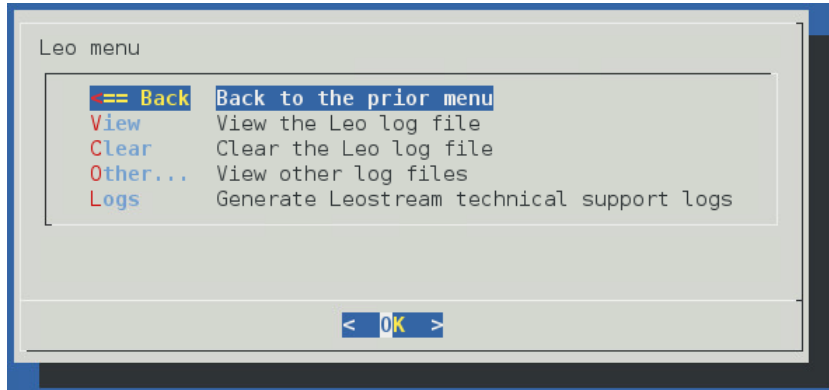 Leo menu
<== Back Back to the prior menu
View View the Leo log file
Clear Clear the Leo log file
Other... View other log files
Logs Generate Leostream technical support logs
< OK >